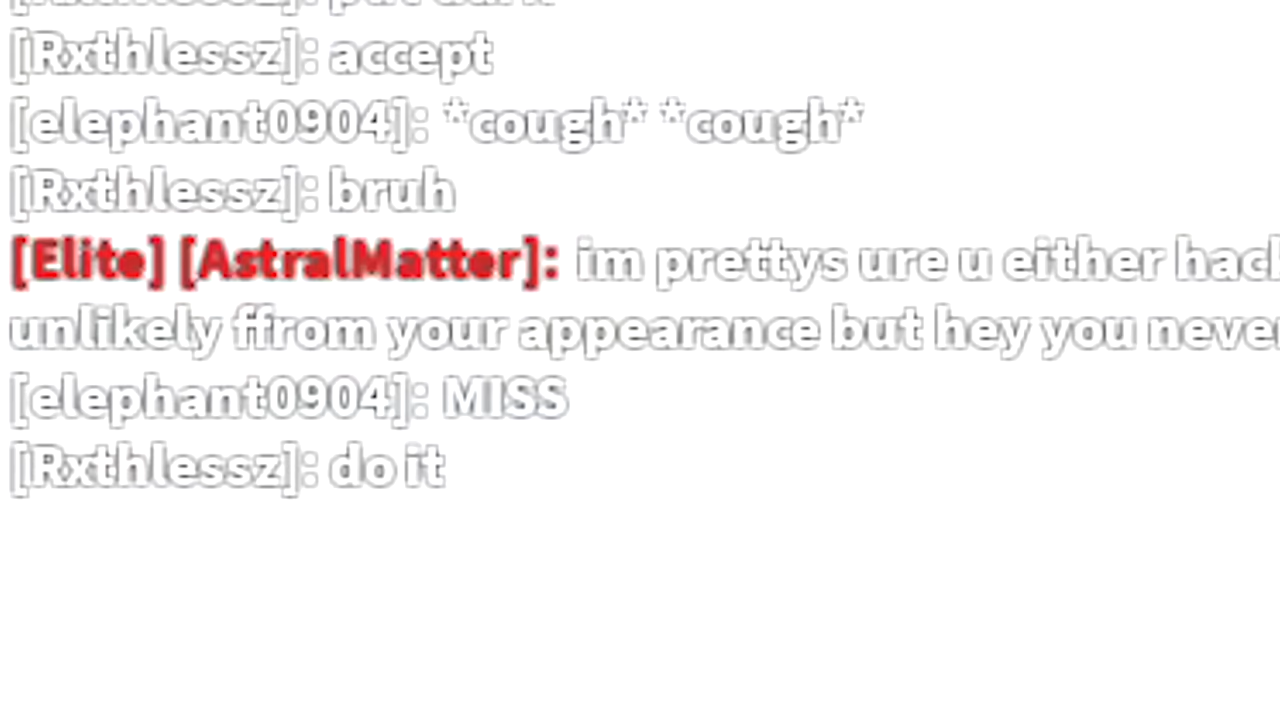 [Rxthlessz]: accept
[elephant0904]: *cough* *cough*
[Rxthlessz]: bruh
[Elite] [AstralMatter]: im prettys ure u either
unlikely ffrom your appearance but hey you
[elephant0904]: MISS
[Rxthlessz]: do it